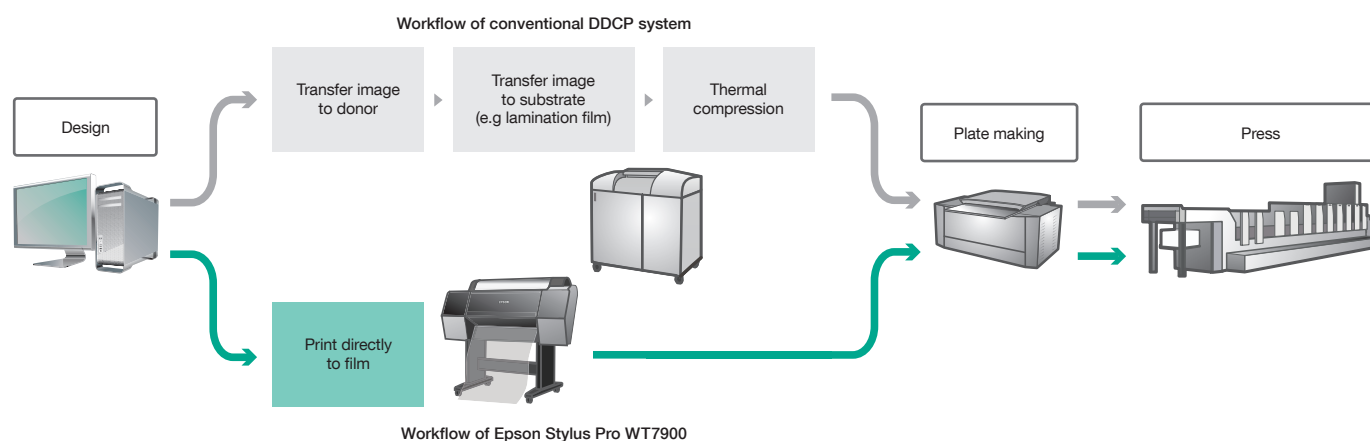 Workflow of conventional DDCP system
Design
Transfer image
to donor
Transfer image
to substrate
(e.g lamination film)
Thermal
compression
Plate making
Press
Print directly
to film
EPSON
Workflow of Epson Stylus Pro WT7900